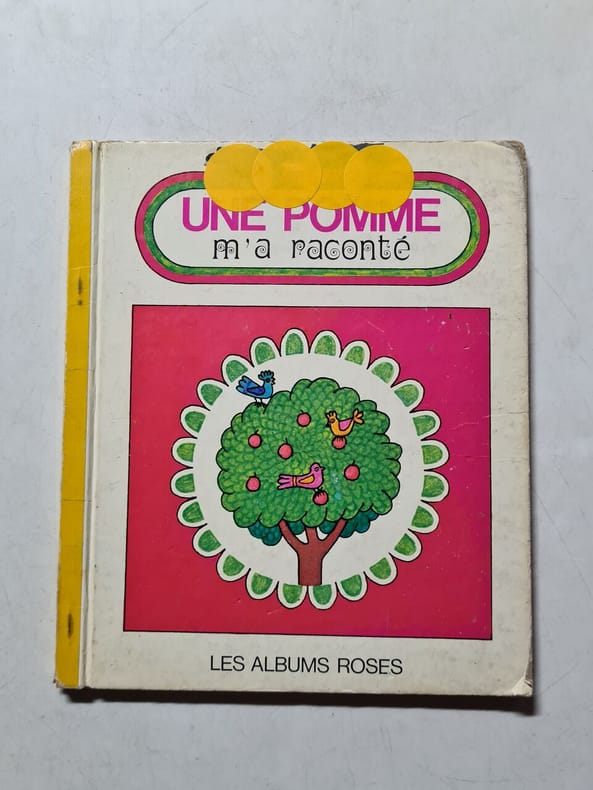 UNE POMME
m'a raconté
LES ALBUMS ROSES